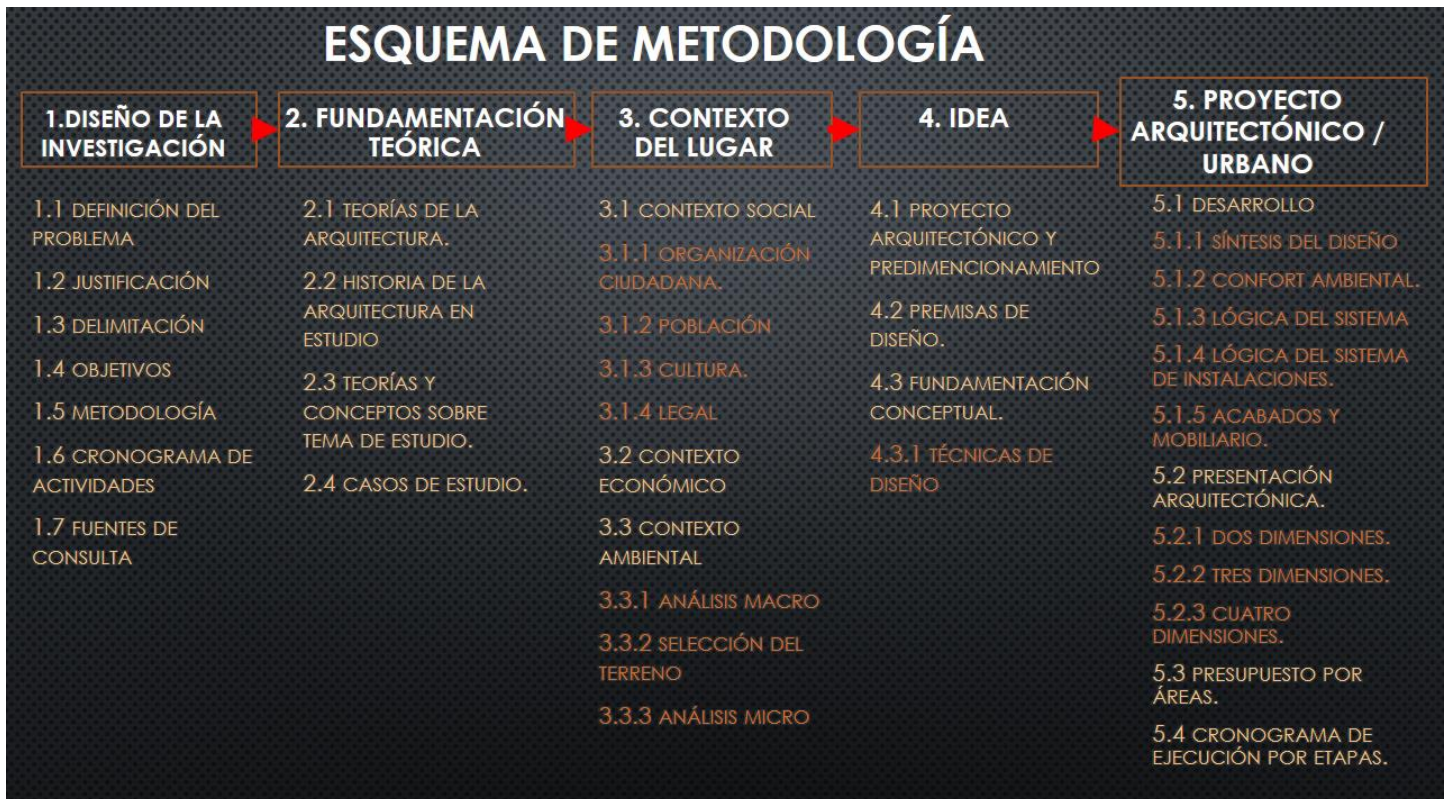 ESQUEMA DE METODOLOGÍA
1.DISEÑO DE LA
INVESTIGACIÓN
1.1 DEFINICIÓN DEL
PROBLEMA
1.2 JUSTIFICACIÓN
1.3 DELIMITACIÓN
1.4 OBJETIVOS
1.5 METODOLOGÍA
1.6 CRONOGRAMA DE
ACTIVIDADES
1.7 FUENTES DE
CONSULTA
2. FUNDAMENTACIÓN
TEÓRICA
2.1 TEORÍAS DE LA
ARQUITECTURA.
2.2 HISTORIA DE LA
ARQUITECTURA EN
ESTUDIO
2.3 TEORÍAS Y
CONCEPTOS SOBRE
TEMA DE ESTUDIO.
2.4 CASOS DE ESTUDIO.
3. CONTEXTO
DEL LUGAR
3.1 CONTEXTO SOCIAL
3.1.1 ORGANIZACIÓN
CIUDADANA.
3.1.2 POBLACIÓN
3.1.3 CULTURA.
3.1.4 LEGAL
3.2 CONTEXTO
ECONÓMICO
3.3 CONTEXTO
AMBIENTAL
3.3.1 ANÁLISIS MACRO
3.3.2 SELECCIÓN DEL
TERRENO
3.3.3 ANÁLISIS MICRO
4. IDEA
4.1 PROYECTO
ARQUITECTÓNICO Y
PREDIMENCIONAMIENTO
4.2 PREMISAS DE
DISEÑO.
4.3 FUNDAMENTACIÓN
CONCEPTUAL.
4.3.1 TÉCNICAS DE
DISEÑO
5. PROYECTO
ARQUITECTÓNICO /
URBANO
5.1 DESARROLLO
5.1.1 SÍNTESIS DEL DISEÑO
5.1.2 CONFORT AMBIENTAL.
5.1.3 LÓGICA DEL SISTEMA
5.1.4 LÓGICA DEL SISTEMA
DE INSTALACIONES.
5.1.5 ACABADOS Y
MOBILIARIO.
5.2 PRESENTACIÓN
ARQUITECTÓNICA.
5.2.1 DOS DIMENSIONES.
5.2.2 TRES DIMENSIONES.
5.2.3 CUATRO
DIMENSIONES.
5.3 PRESUPUESTO POR
ÁREAS.
5.4 CRONOGRAMA DE
EJECUCIÓN POR ETAPAS.